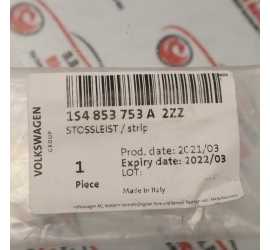 VOLKSWAGEN
GROUP
1S4 853 753 A 2ZZ
STOSSLEIST / strip
Prod. date: 2021/03
Expiry date: 2022/03
LOT:
1
Piece
Made in Italy